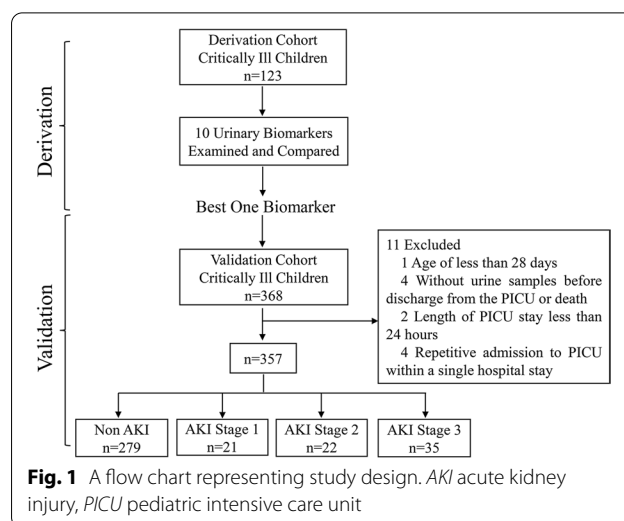 Derivation
Derivation Cohort
Critically Ill Children
n=123
10 Urinary Biomarkers
Examined and Compared
Best One Biomarker
Validation
Validation Cohort
Critically Ill Children
n=368
11 Excluded
1 Age of less than 28 days
4 Without urine samples before
discharge from the PICU or death
2 Length of PICU stay less than
24 hours
4 Repetitive admission to PICU
within a single hospital stay
n=357
Non AKI
n=279
AKI Stage 1
n=21
AKI Stage 2
n=22
AKI Stage 3
n=35
Fig. 1 A flow chart representing study design. AKI acute kidney
injury, PICU pediatric intensive care unit